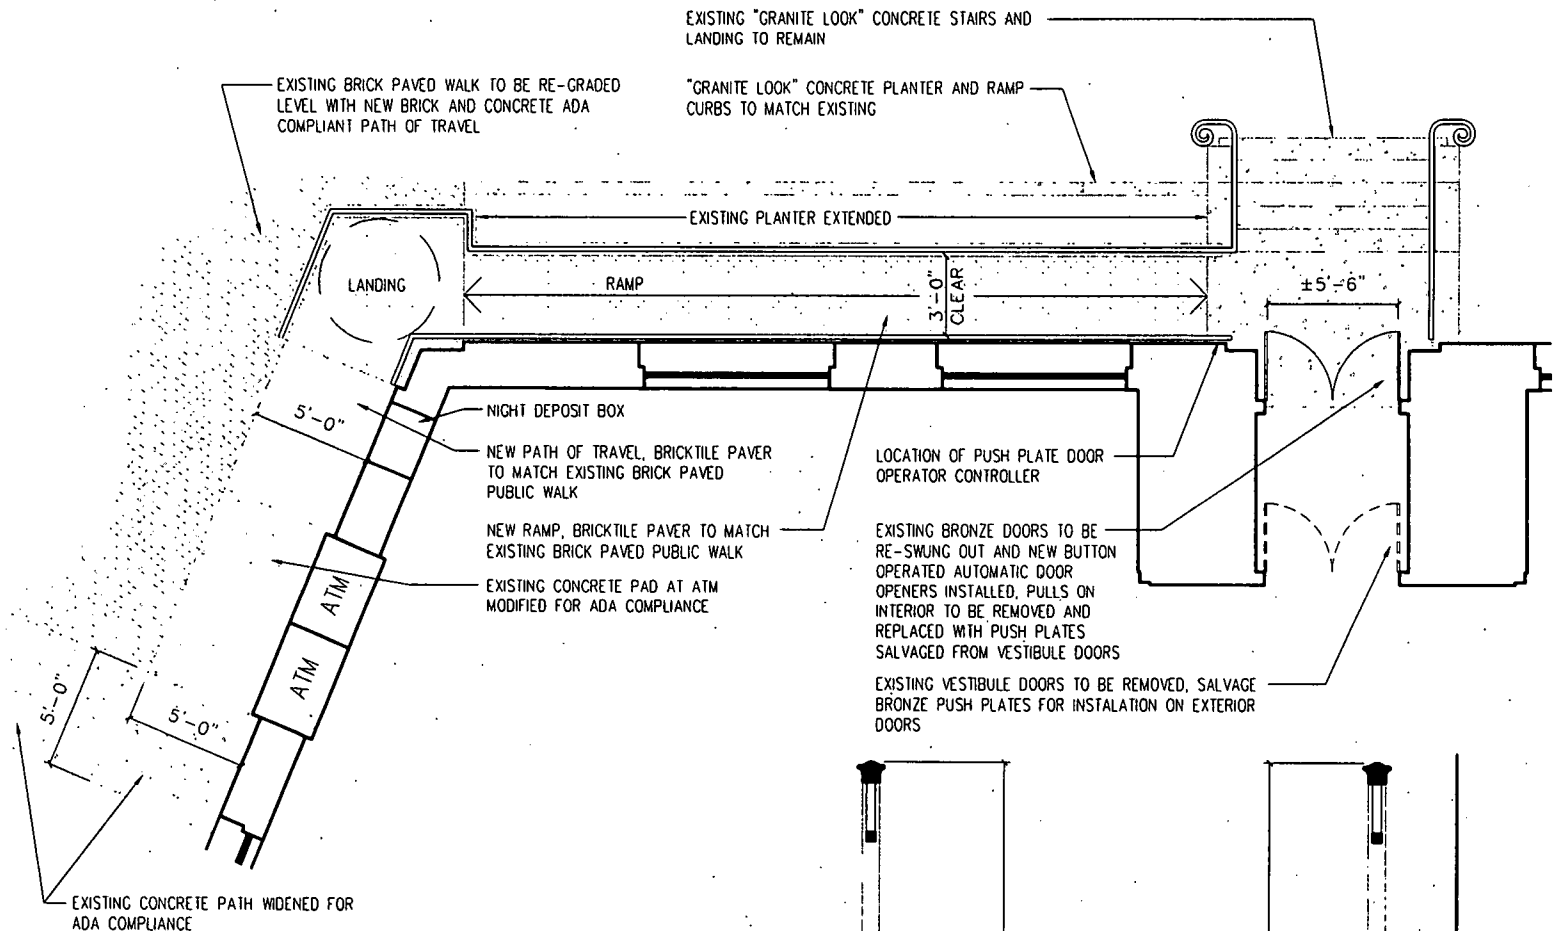 EXISTING "GRANITE LOOK" CONCRETE STAIRS AND
LANDING TO REMAIN
EXISTING BRICK PAVED WALK TO BE RE-GRADED
LEVEL WITH NEW BRICK AND CONCRETE ADA
COMPLIANT PATH OF TRAVEL
"GRANITE LOOK" CONCRETE PLANTER AND RAMP
CURBS TO MATCH EXISTING
EXISTING PLANTER EXTENDED
LANDING
RAMP
3'-0"
CLEAR
±5'-6"
5'-0"
NIGHT DEPOSIT BOX
NEW PATH OF TRAVEL, BRICKTILE PAVER
TO MATCH EXISTING BRICK PAVED
PUBLIC WALK
LOCATION OF PUSH PLATE DOOR
OPERATOR CONTROLLER
NEW RAMP, BRICKTILE PAVER TO MATCH
EXISTING BRICK PAVED PUBLIC WALK
EXISTING CONCRETE PAD AT ATM
MODIFIED FOR ADA COMPLIANCE
EXISTING BRONZE DOORS TO BE
RE-SWUNG OUT AND NEW BUTTON
OPERATED AUTOMATIC DOOR
OPENERS INSTALLED, PULLS ON
INTERIOR TO BE REMOVED AND
REPLACED WITH PUSH PLATES
SALVAGED FROM VESTIBULE DOORS
ATM
ATM
EXISTING VESTIBULE DOORS TO BE REMOVED, SALVAGE
BRONZE PUSH PLATES FOR INSTALATION ON EXTERIOR
DOORS
5'-0"
5'-0"
EXISTING CONCRETE PATH WIDENED FOR
ADA COMPLIANCE